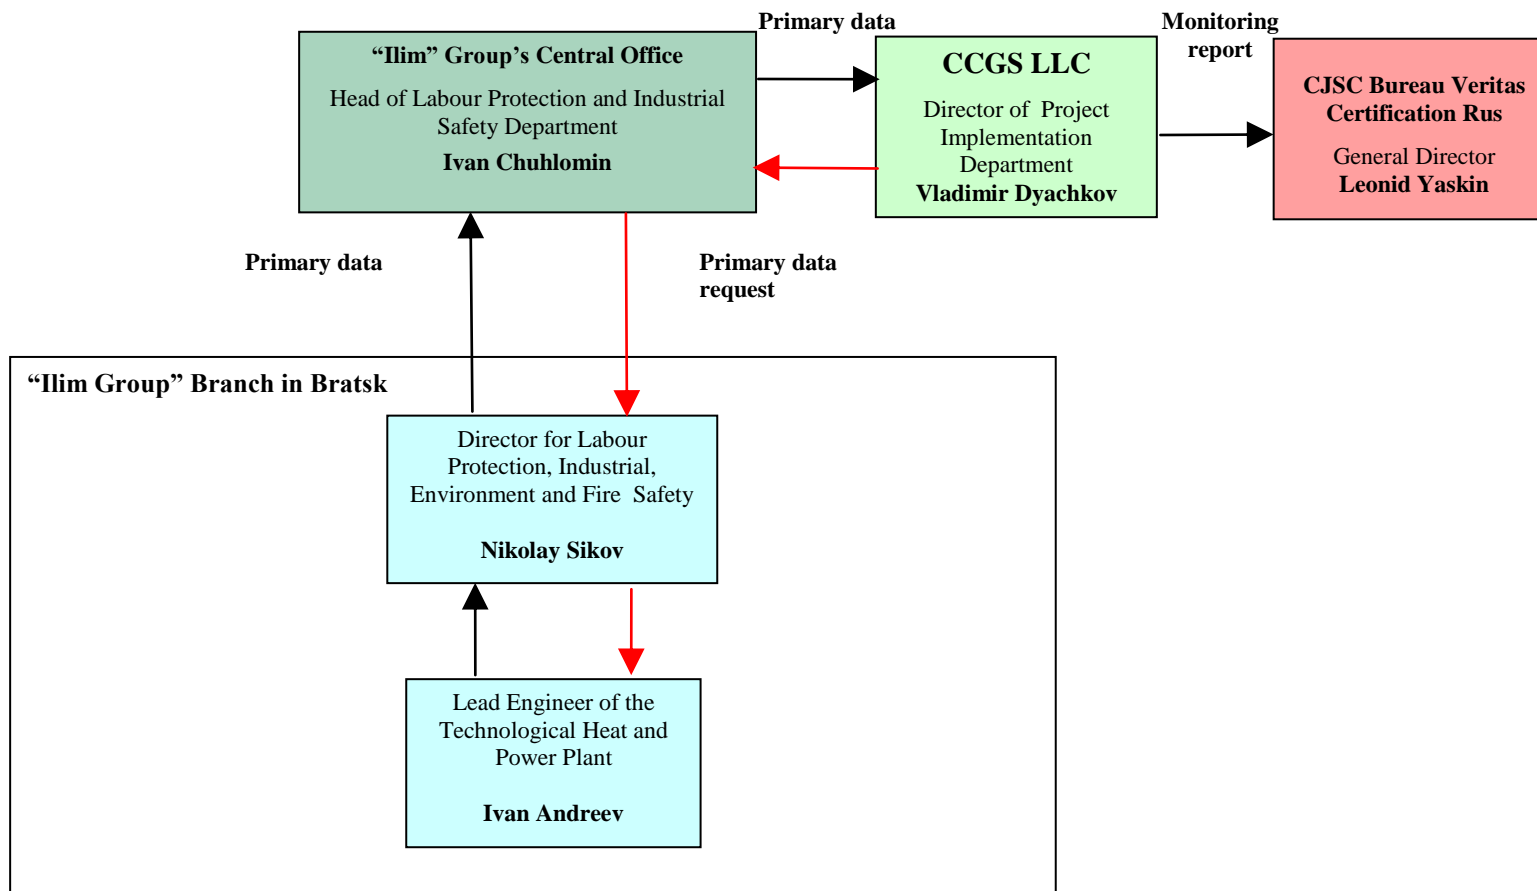 Primary data
Monitoring
report
“Ilim” Group’s Central Office
Head of Labour Protection and Industrial
Safety Department
Ivan Chuhlomin
CCGS LLC
Director of Project
Implementation
Department
Vladimir Dyachkov
CJSC Bureau Veritas
Certification Rus
General Director
Leonid Yaskin
Primary data
Primary data
request
“Ilim Group” Branch in Bratsk
Director for Labour
Protection, Industrial,
Environment and Fire Safety
Nikolay Sikov
Lead Engineer of the
Technological Heat and
Power Plant
Ivan Andreev